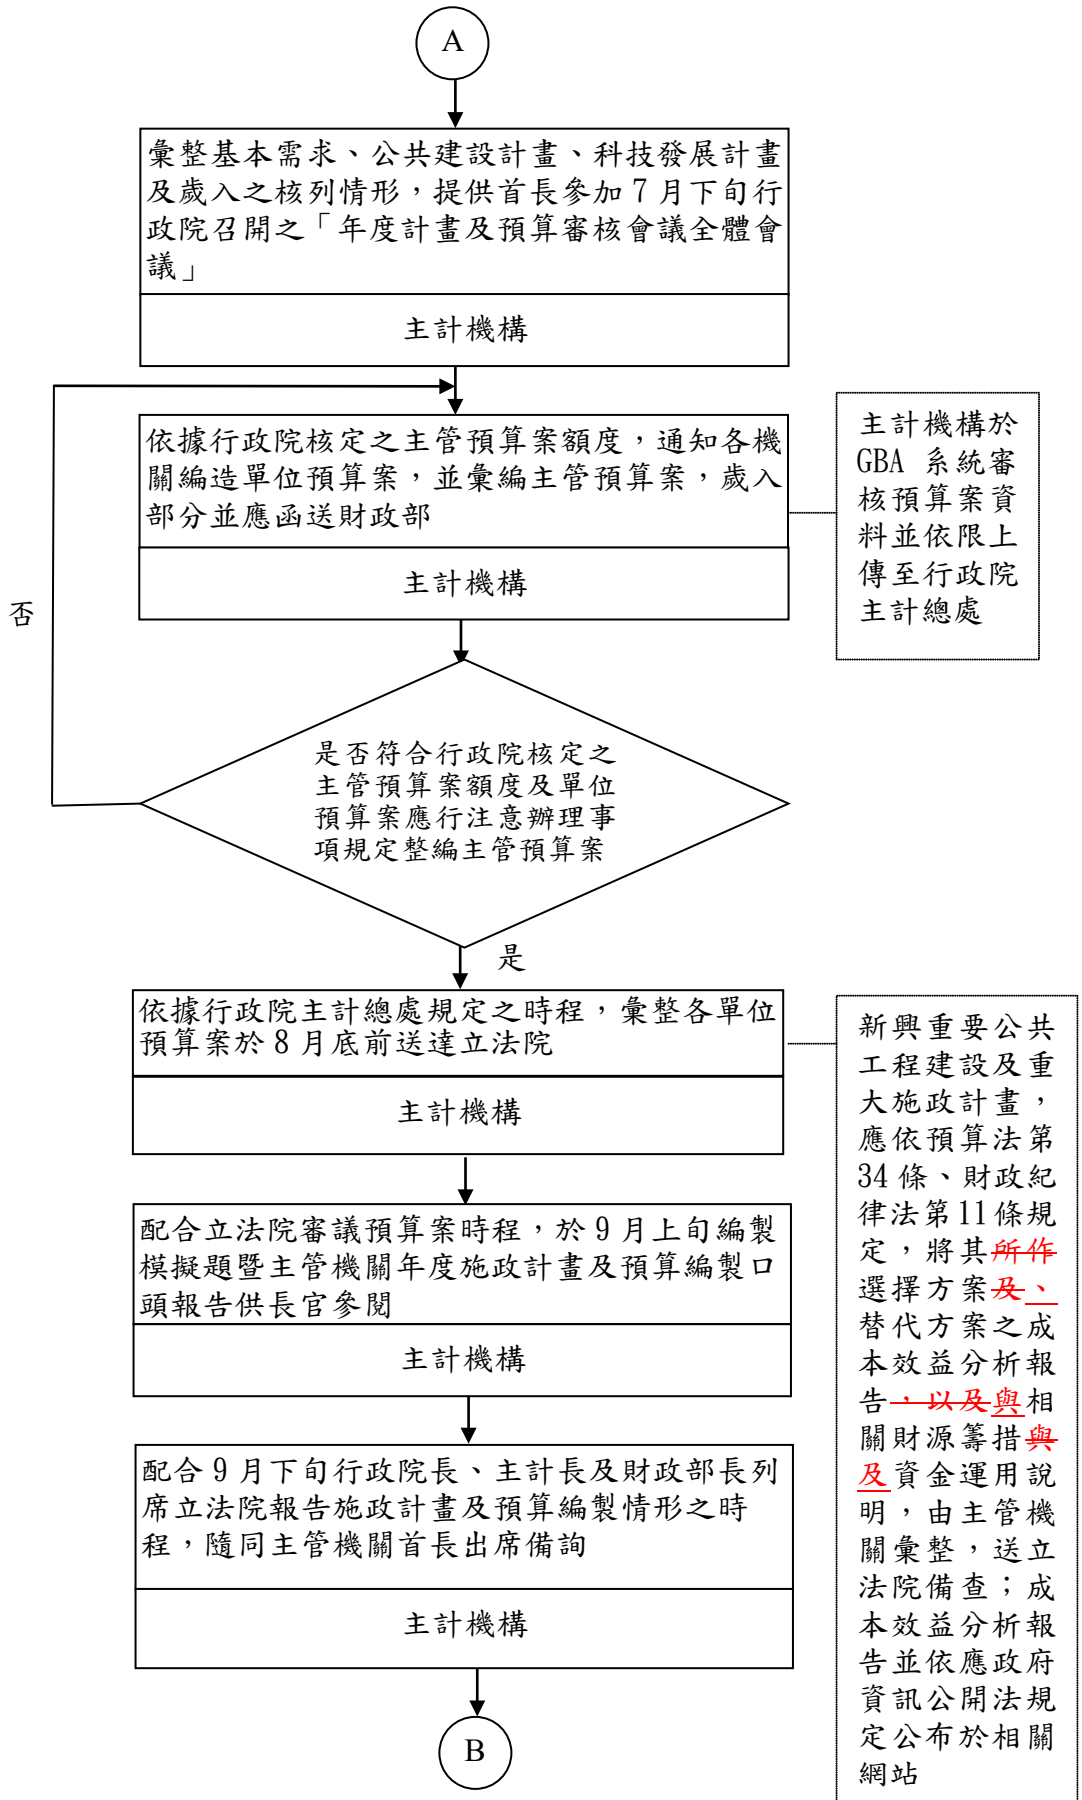 A
彙整基本需求、公共建設計畫、科技發展計畫
及歲入之核列情形，提供首長參加7月下旬行
政院召開之「年度計畫及預算審核會議全體會
議」
主計機構
依據行政院核定之主管預算案額度，通知各機
關編造單位預算案，並彙編主管預算案，歲入
部分並應函送財政部
主計機構
主計機構於
GBA 系統審
核預算案資
料並依限上
傳至行政院
主計總處
否
是否符合行政院核定之
主管預算案額度及單位
預算案應行注意辦理事
項規定整編主管預算案
是
依據行政院主計總處規定之時程，彙整各單位
預算案於8月底前送達立法院
主計機構
新興重要公共
工程建設及重
大施政計畫，
應依預算法第
34條、財政紀
律法第11條規
定，將其所作
選擇方案及、
替代方案之成
本效益分析報
告，以及與相
關財源籌措與
及資金運用說
明，由主管機
關彙整，送立
法院備查；成
本效益分析報
告並依應政府
資訊公開法規
定公布於相關
網站
配合立法院審議預算案時程，於9月上旬編製
模擬題暨主管機關年度施政計畫及預算編製口
頭報告供長官參閱
主計機構
配合9月下旬行政院長、主計長及財政部長列
席立法院報告施政計畫及預算編製情形之時
程，隨同主管機關首長出席備詢
主計機構
B